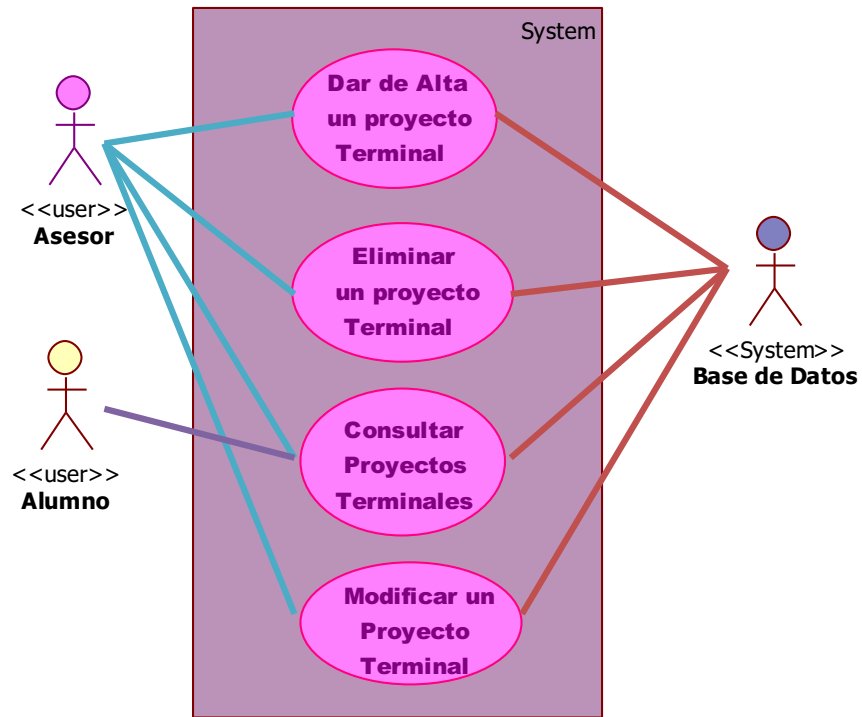 System
Dar de Alta
un proyecto
Terminal
<<user>>
Asesor
Eliminar
un proyecto
Terminal
<<System>>
Base de Datos
Consultar
Proyectos
Terminales
<<user>>
Alumno
Modificar un
Proyecto
Terminal